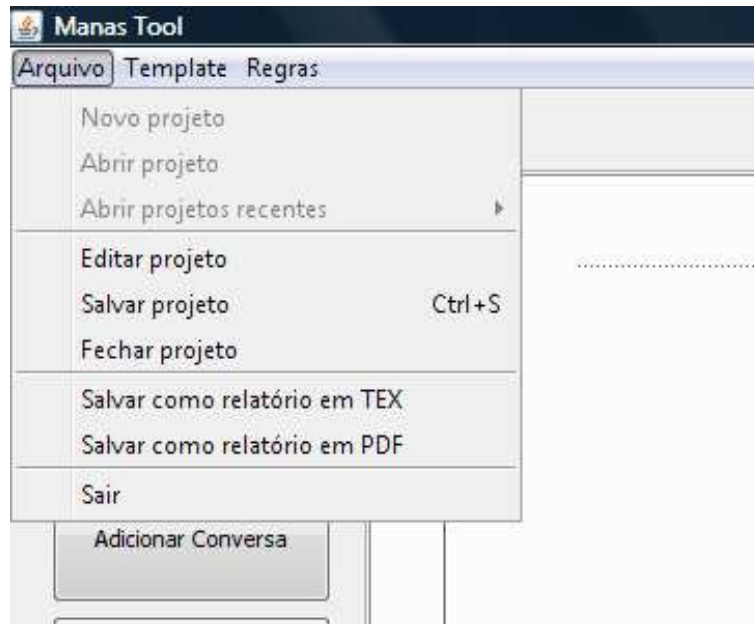 Manas Tool
Arquivo Template Regras
Novo projeto
Abrir projeto
Abrir projetos recentes
Editar projeto
Salvar projeto Ctrl+S
Fechar projeto
Salvar como relatório em TEX
Salvar como relatório em PDF
Sair
Adicionar Conversa